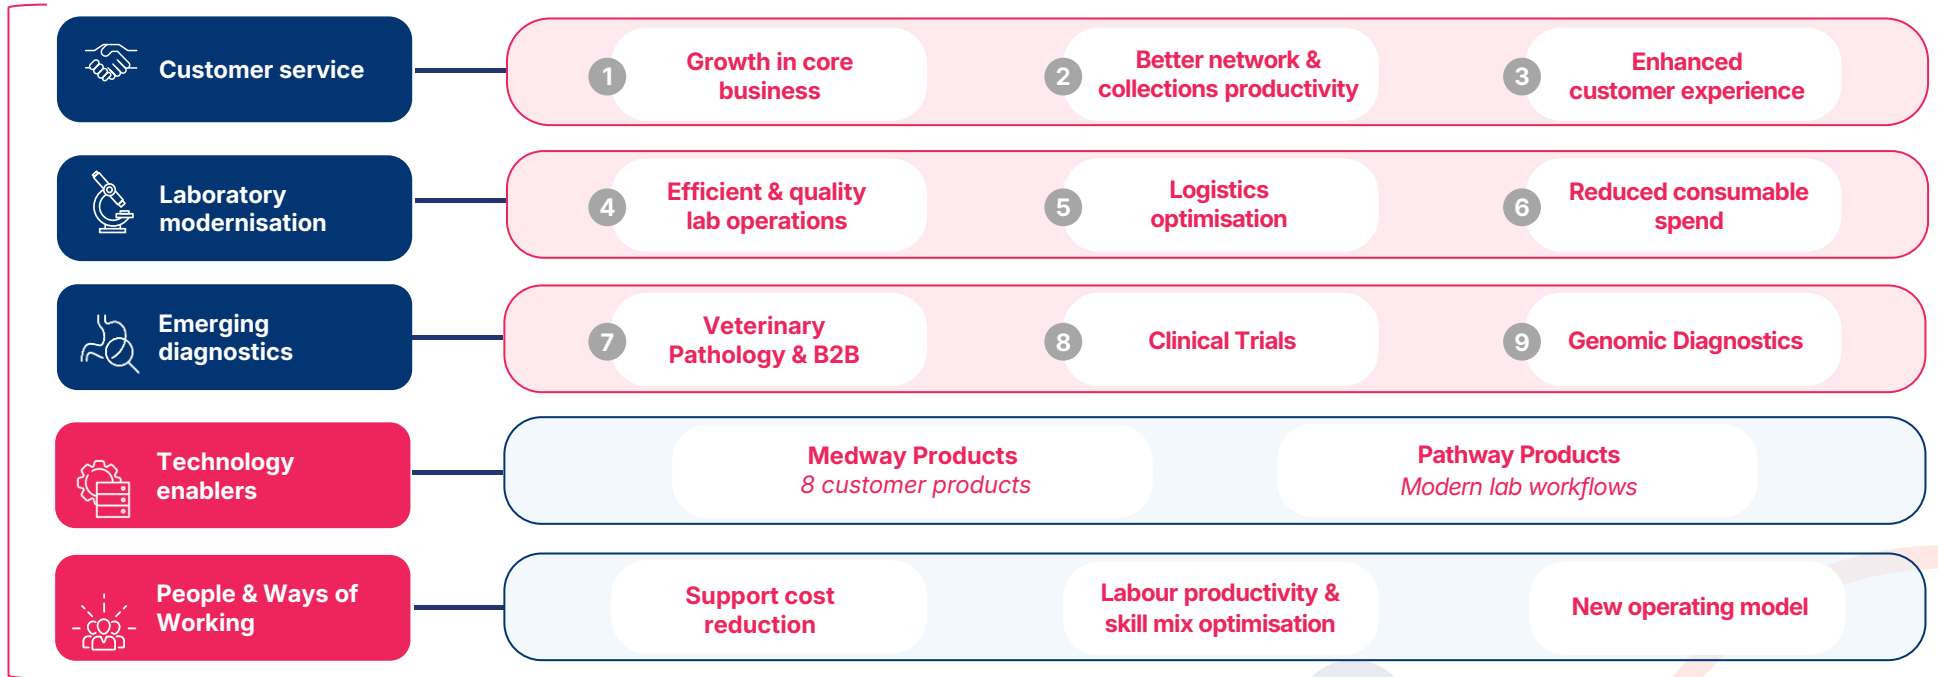 Customer service
1
Growth in core
business
2
Better network &
collections productivity
3
Enhanced
customer experience
Laboratory
modernisation
4
Efficient & quality
lab operations
5
Logistics
optimisation
6
Reduced consumable
spend
Emerging
diagnostics
7
Veterinary
Pathology & B2B
8
Clinical Trials
9
Genomic Diagnostics
Technology
enablers
Medway Products
8 customer products
Pathway Products
Modern lab workflows
People & Ways of
Working
Support cost
reduction
Labour productivity &
skill mix optimisation
New operating model